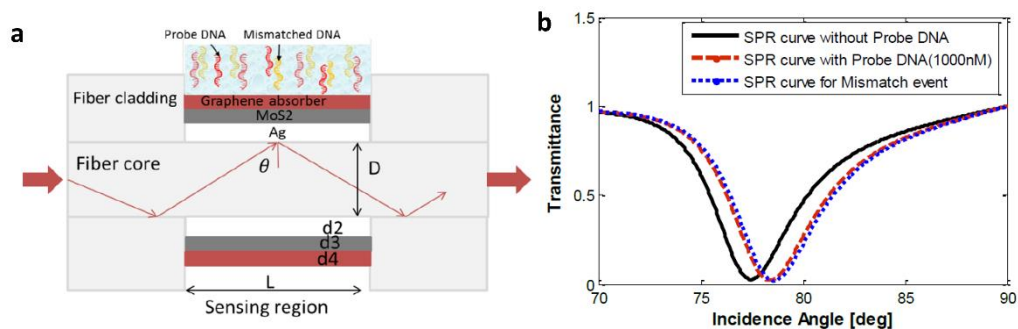 a
Probe DNA
Mismatched DNA
Fiber cladding
Graphene absorber
MoS2
Ag
Fiber core
θ
D
d2
d3
d4
L
Sensing region
b
SPR curve without Probe DNA
SPR curve with Probe DNA(1000nM)
SPR curve for Mismatch event
Transmittance
1.5
1
0.5
0
70
75
80
85
90
Incidence Angle [deg]